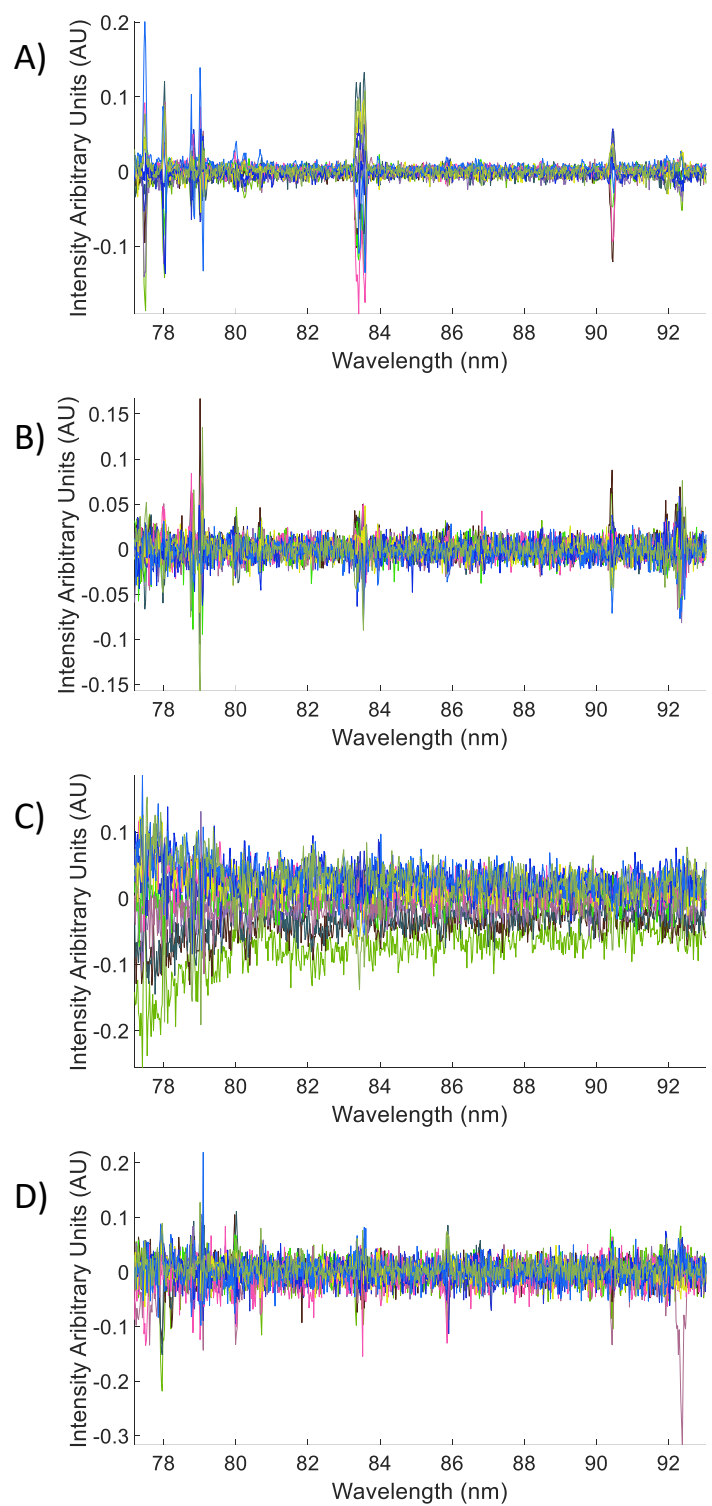 A)
Intensity Aribitrary Units (AU)
0.2
0.1
0
-0.1
78 80 82 84 86 88 90 92
Wavelength (nm)
B)
Intensity Aribitrary Units (AU)
0.15
0.1
0.05
0
-0.05
-0.1
-0.15
78 80 82 84 86 88 90 92
Wavelength (nm)
C)
Intensity Aribitrary Units (AU)
0.1
0
-0.1
-0.2
78 80 82 84 86 88 90 92
Wavelength (nm)
D)
Intensity Aribitrary Units (AU)
0.2
0.1
0
-0.1
-0.2
-0.3
78 80 82 84 86 88 90 92
Wavelength (nm)